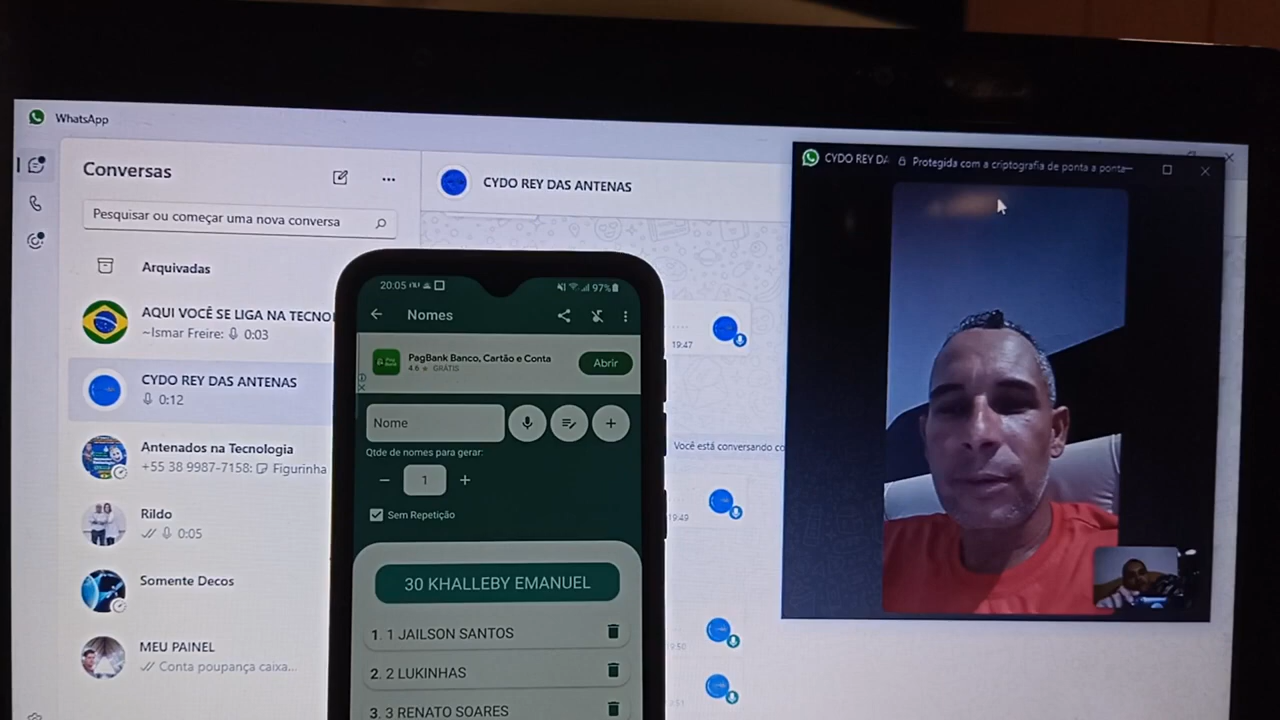 WhatsApp
Conversas
Pesquisar ou começar uma nova conversa
Arquivadas
AQUI VOCÊ SE LIGA NA TECNO
~Ismar Freire: 0:03
CYDO REY DAS ANTENAS
0:12
Antenados na Tecnologia
+55 38 9987-7158: Figurinha
Rildo
0:05
Somente Decos
MEU PAINEL
Conta poupança caixa...
CYDO REY DAS ANTENAS
19:47
Você está conversando co
19:49
19:50
20.05
97%
Nomes
PagBank Banco, Cartão e Conta
4.6 ★ GRÁTIS
Abrir
Nome
Qtde de nomes para gerar:
1
Sem Repetição
30 KHALLEBY EMANUEL
1. 1 JAILSON SANTOS
2. 2 LUKINHAS
3. 3 RENATO SOARES
CYDO REY DA Protegida com a criptografia de ponta a ponta